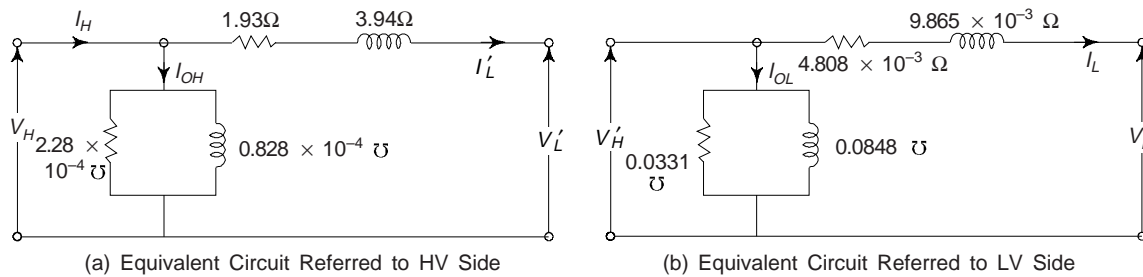 I_H
1.93Ω
3.94Ω
I'_L
I_OH
V_H
2.28 ×
10⁻⁴ ℧
0.828 × 10⁻⁴ ℧
V'_L
(a) Equivalent Circuit Referred to HV Side
9.865 × 10⁻³ Ω
4.808 × 10⁻³ Ω
I_L
I_OL
V'_H
0.0331
℧
0.0848 ℧
(b) Equivalent Circuit Referred to LV Side